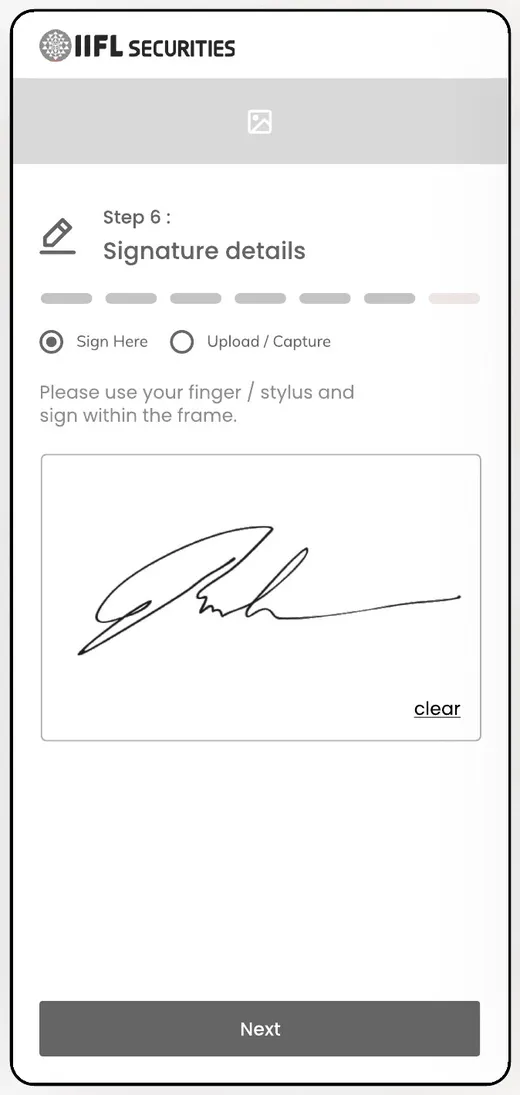 IIFL SECURITIES
Step 6 :
Signature details
Sign Here
Upload / Capture
Please use your finger / stylus and
sign within the frame.
clear
Next